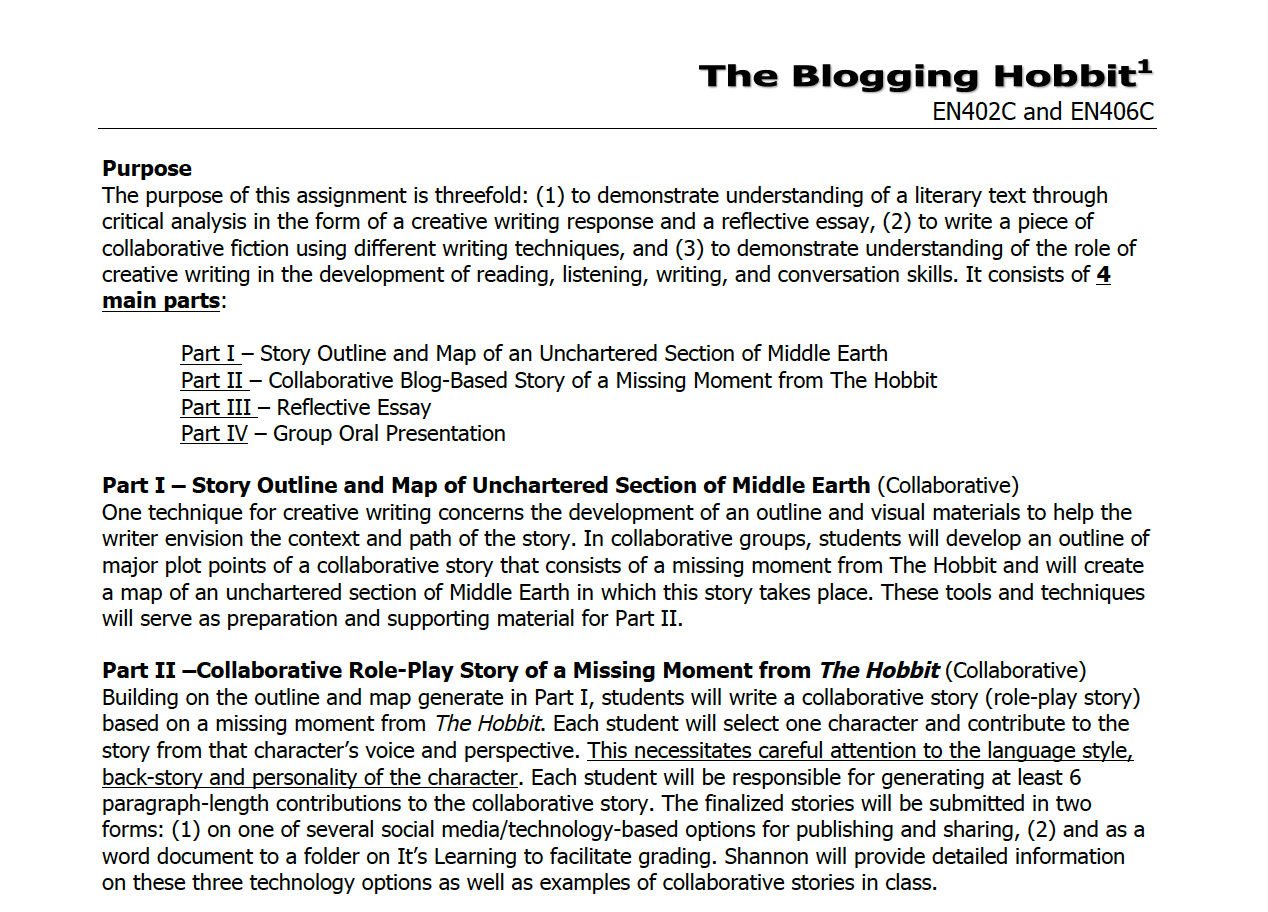 The Blogging Hobbit¹
EN402C and EN406C
Purpose
The purpose of this assignment is threefold: (1) to demonstrate understanding of a literary text through
critical analysis in the form of a creative writing response and a reflective essay, (2) to write a piece of
collaborative fiction using different writing techniques, and (3) to demonstrate understanding of the role of
creative writing in the development of reading, listening, writing, and conversation skills. It consists of 4
main parts:
Part I – Story Outline and Map of an Unchartered Section of Middle Earth
Part II – Collaborative Blog-Based Story of a Missing Moment from The Hobbit
Part III – Reflective Essay
Part IV – Group Oral Presentation
Part I – Story Outline and Map of Unchartered Section of Middle Earth (Collaborative)
One technique for creative writing concerns the development of an outline and visual materials to help the
writer envision the context and path of the story. In collaborative groups, students will develop an outline of
major plot points of a collaborative story that consists of a missing moment from The Hobbit and will create
a map of an unchartered section of Middle Earth in which this story takes place. These tools and techniques
will serve as preparation and supporting material for Part II.
Part II –Collaborative Role-Play Story of a Missing Moment from The Hobbit (Collaborative)
Building on the outline and map generate in Part I, students will write a collaborative story (role-play story)
based on a missing moment from The Hobbit. Each student will select one character and contribute to the
story from that character’s voice and perspective. This necessitates careful attention to the language style,
back-story and personality of the character. Each student will be responsible for generating at least 6
paragraph-length contributions to the collaborative story. The finalized stories will be submitted in two
forms: (1) on one of several social media/technology-based options for publishing and sharing, (2) and as a
word document to a folder on It’s Learning to facilitate grading. Shannon will provide detailed information
on these three technology options as well as examples of collaborative stories in class.